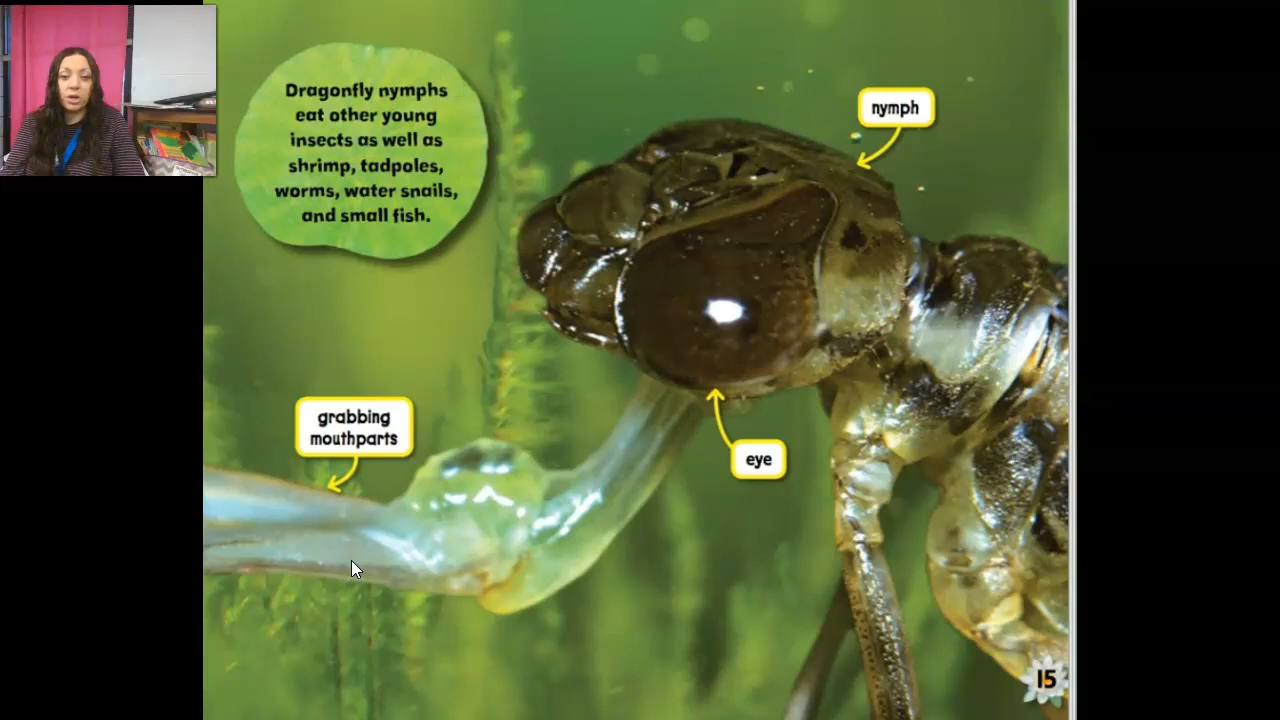 Dragonfly nymphs
eat other young
insects as well as
shrimp, tadpoles,
worms, water snails,
and small fish.
nymph
grabbing
mouthparts
eye
15